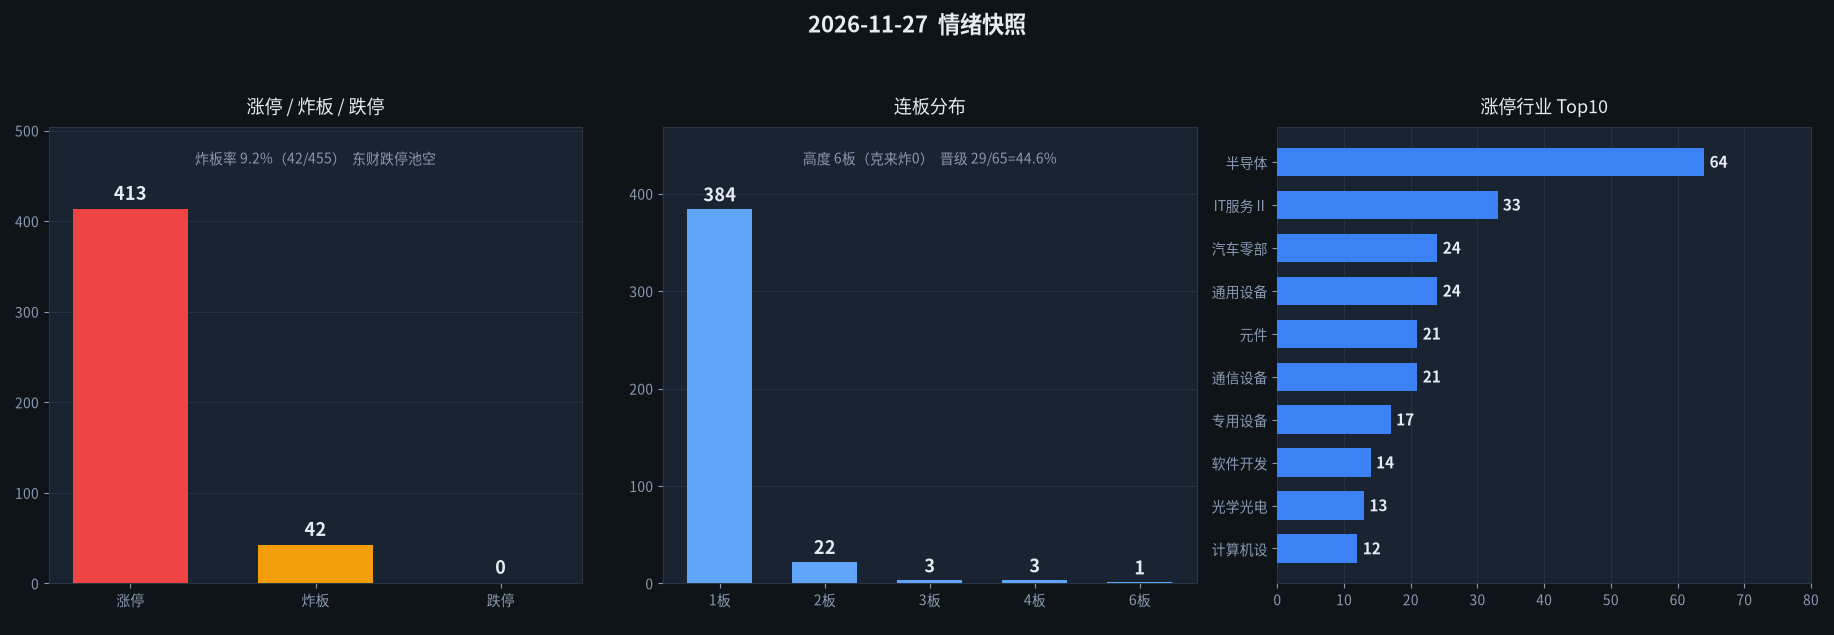 2026-11-27 情绪快照
涨停 / 炸板 / 跌停
炸板率 9.2%（42/455） 东财跌停池空
500
400
300
200
100
0
413
42
0
涨停
炸板
跌停
连板分布
高度 6板（克来炸0） 晋级 29/65=44.6%
400
300
200
100
0
384
22
3
3
1
1板
2板
3板
4板
6板
涨停行业 Top10
半导体 64
IT服务Ⅱ 33
汽车零部 24
通用设备 24
元件 21
通信设备 21
专用设备 17
软件开发 14
光学光电 13
计算机设 12
0 10 20 30 40 50 60 70 80